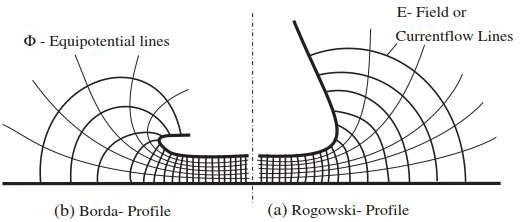 E- Field or
Φ - Equipotential lines
Currentflow Lines
(b) Borda- Profile
(a) Rogowski- Profile